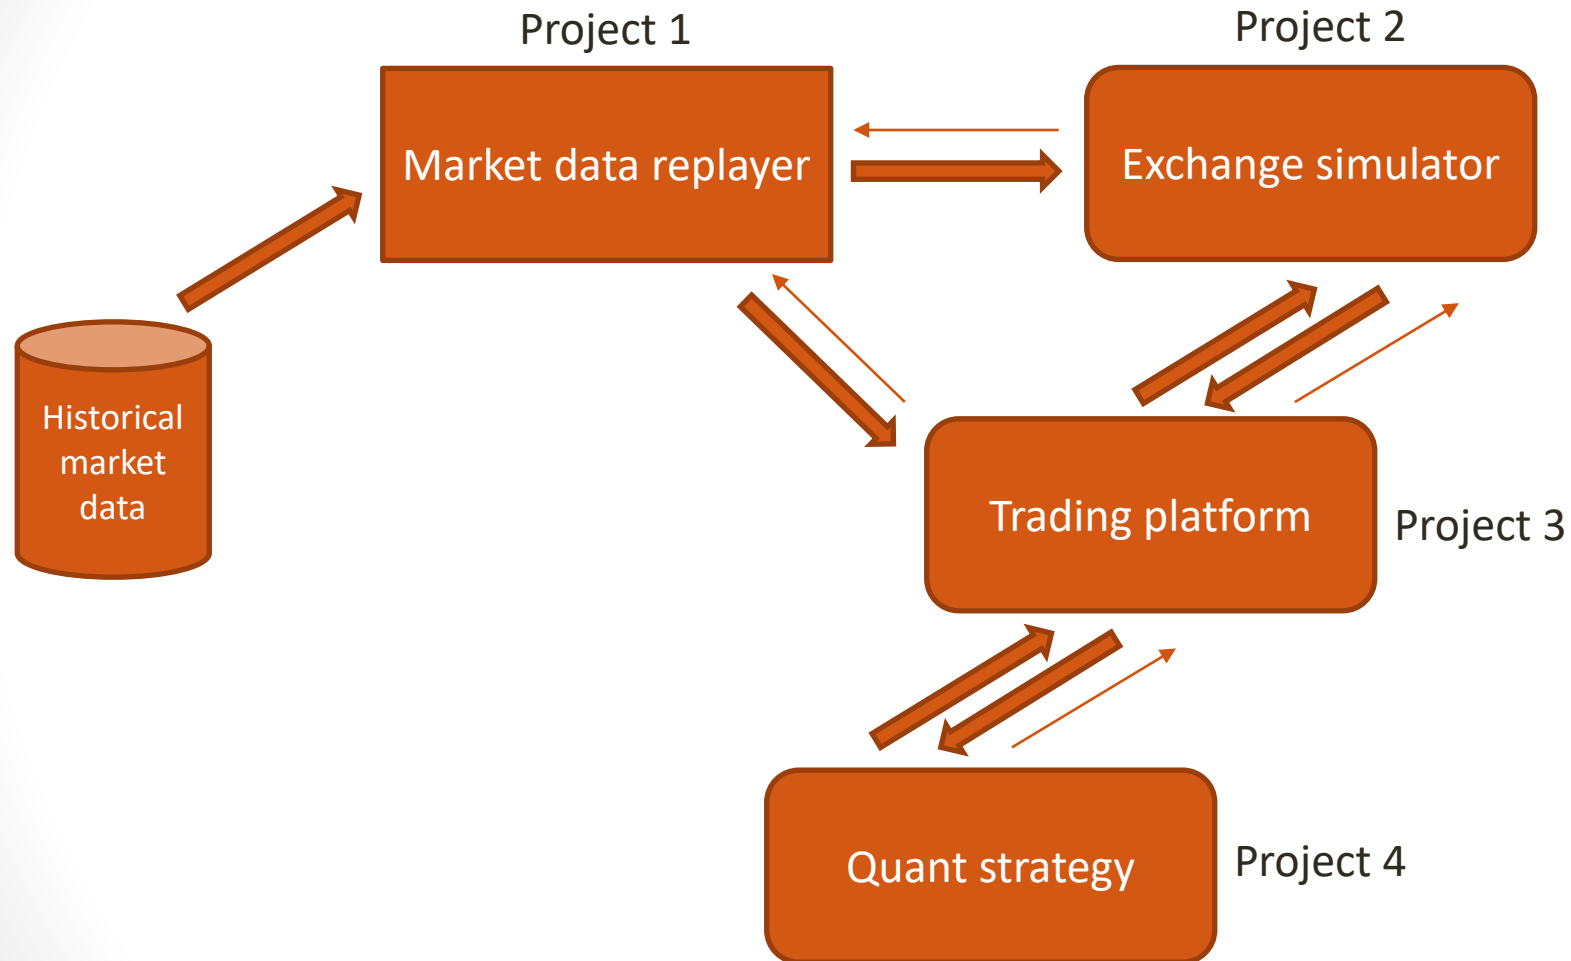 Project 1
Project 2
Market data replayer
Exchange simulator
Historical
market
data
Trading platform
Project 3
Quant strategy
Project 4